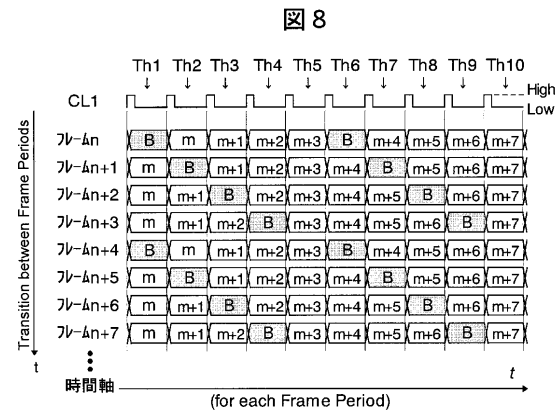 図8
Th1 Th2 Th3 Th4 Th5 Th6 Th7 Th8 Th9 Th10
High
CL1
Low
フレームn B m m+1 m+2 m+3 B m+4 m+5 m+6 m+7
フレームn+1 m B m+1 m+2 m+3 m+4 B m+5 m+6 m+7
フレームn+2 m m+1 B m+2 m+3 m+4 m+5 B m+6 m+7
フレームn+3 m m+1 m+2 B m+3 m+4 m+5 m+6 B m+7
フレームn+4 B m m+1 m+2 m+3 B m+4 m+5 m+6 m+7
フレームn+5 m B m+1 m+2 m+3 m+4 B m+5 m+6 m+7
フレームn+6 m m+1 B m+2 m+3 m+4 m+5 B m+6 m+7
フレームn+7 m m+1 m+2 B m+3 m+4 m+5 m+6 B m+7
Transition between Frame Periods
t
時間軸
t
(for each Frame Period)